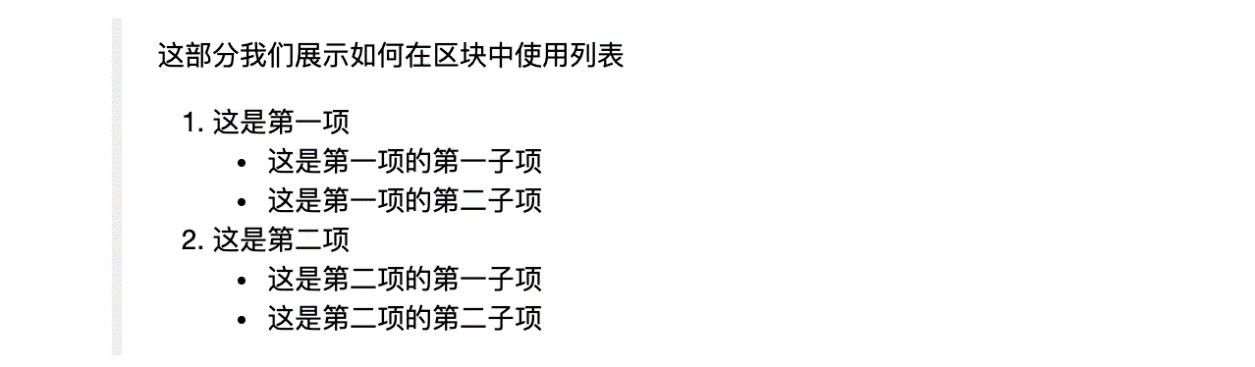 这部分我们展示如何在区块中使用列表
1. 这是第一项
• 这是第一项的第一子项
• 这是第一项的第二子项
2. 这是第二项
• 这是第二项的第一子项
• 这是第二项的第二子项